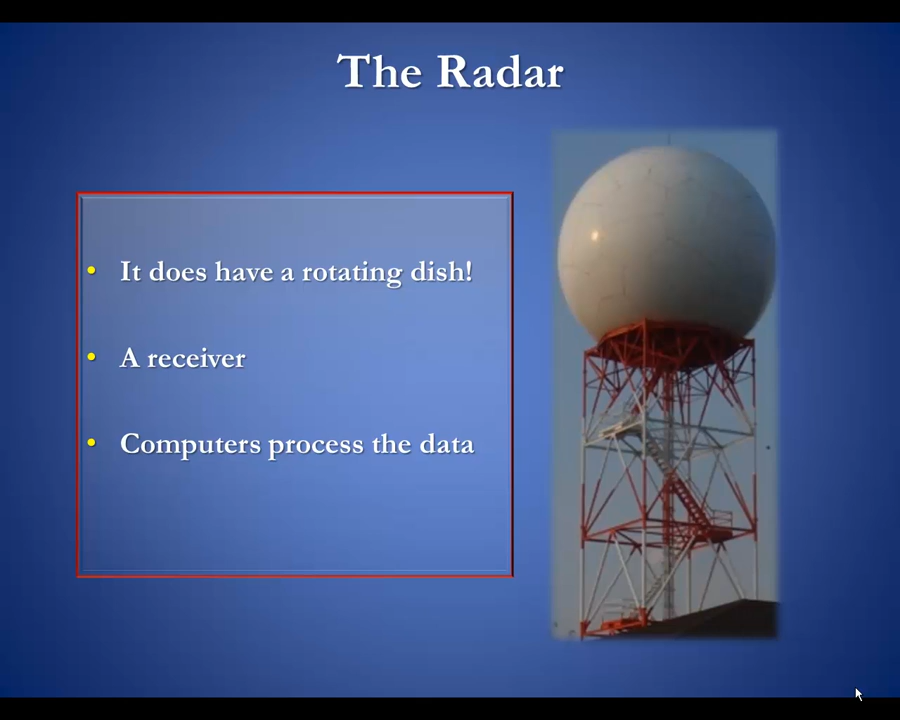 The Radar
• It does have a rotating dish!
• A receiver
• Computers process the data